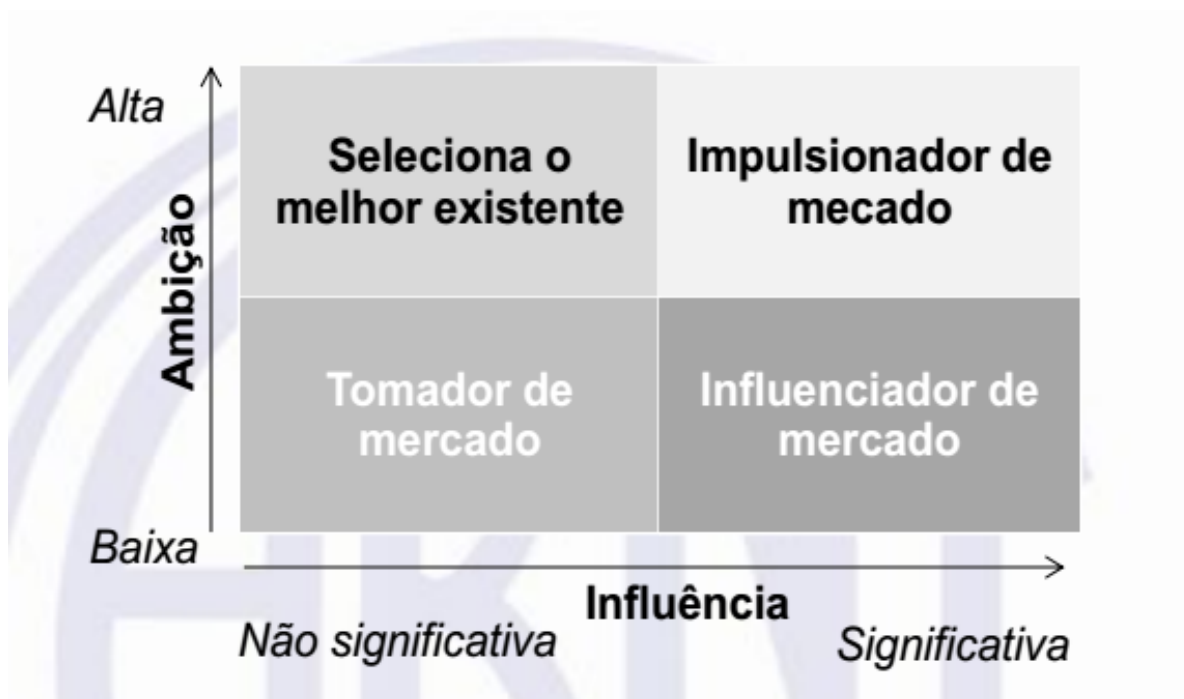 Alta
Ambição
Baixa
Seleciona o
melhor existente
Impulsionador de
mecado
Tomador de
mercado
Influenciador de
mercado
Influência
Não significativa
Significativa